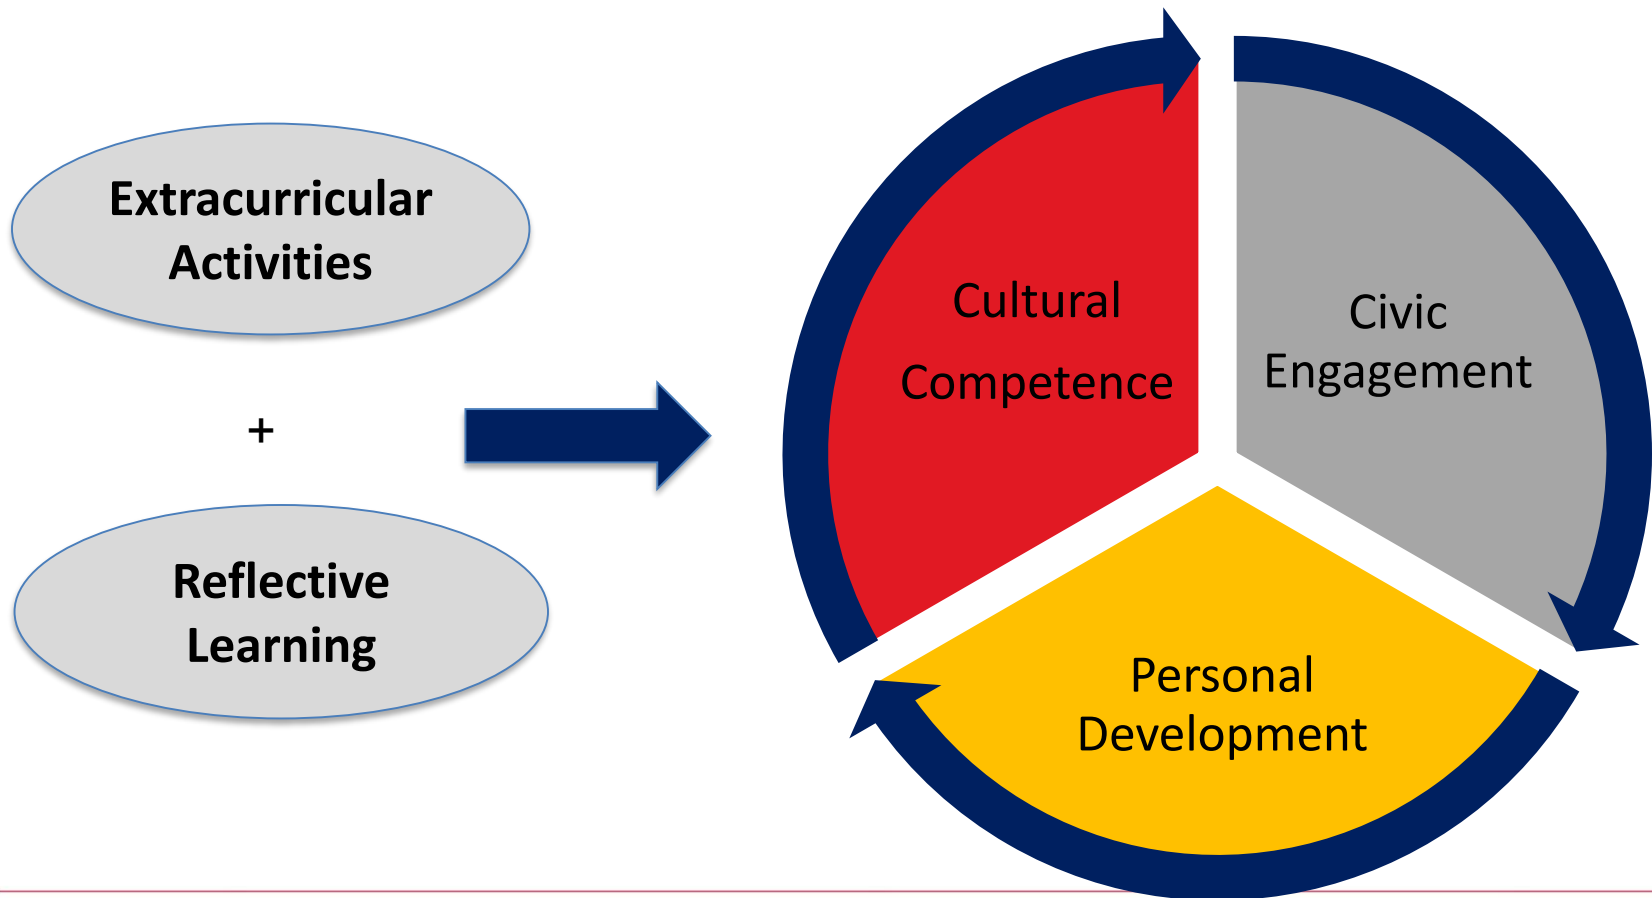 Extracurricular
Activities
+
Reflective
Learning
Cultural
Competence
Civic
Engagement
Personal
Development